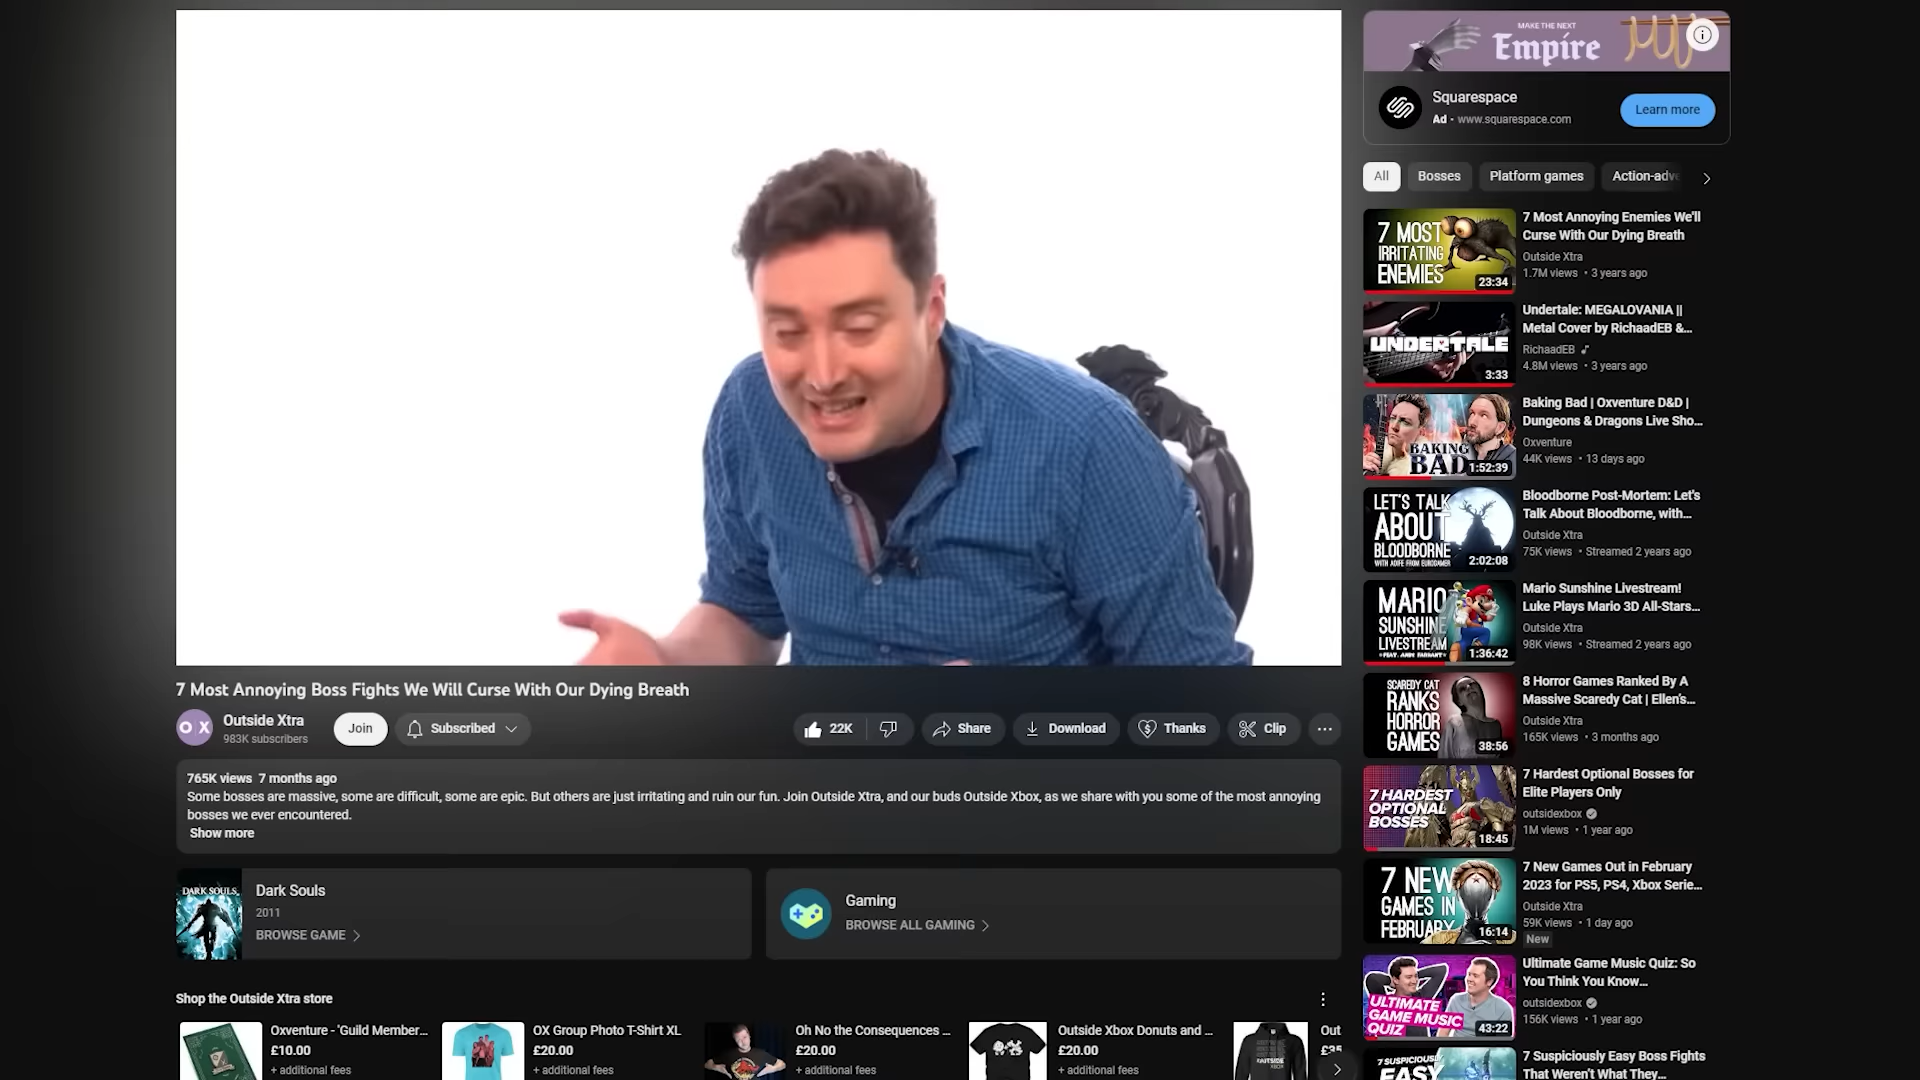 7 Most Annoying Boss Fights We Will Curse With Our Dying Breath
O X
Outside Xtra
983K subscribers
Join
Subscribed
22K
Share
Download
Thanks
Clip
765K views 7 months ago
Some bosses are massive, some are difficult, some are epic. But others are just irritating and ruin our fun. Join Outside Xtra, and our buds Outside Xbox, as we share with you some of the most annoying
bosses we ever encountered.
Show more
DARK SOULS
Dark Souls
2011
BROWSE GAME
Gaming
BROWSE ALL GAMING
Shop the Outside Xtra store
Oxventure - 'Guild Member...
£10.00
+ additional fees
OX Group Photo T-Shirt XL
£20.00
+ additional fees
Oh No the Consequences ...
£20.00
+ additional fees
Outside Xbox Donuts and ...
£20.00
+ additional fees
Out
£35
MAKE THE NEXT
Empire
Squarespace
Ad · www.squarespace.com
Learn more
All
Bosses
Platform games
Action-adve
7 MOST
IRRITATING
ENEMIES
23:34
7 Most Annoying Enemies We'll
Curse With Our Dying Breath
Outside Xtra
1.7M views • 3 years ago
UNDERTALE
3:33
Undertale: MEGALOVANIA ||
Metal Cover by RichaadEB &...
RichaadEB
4.8M views • 3 years ago
BAKING
BAD
1:52:39
Baking Bad | Oxventure D&D |
Dungeons & Dragons Live Sho...
Oxventure
44K views • 13 days ago
LET'S TALK
ABOUT
BLOODBORNE
WITH AOIFE FROM EUROGAMER
2:02:08
Bloodborne Post-Mortem: Let's
Talk About Bloodborne, with...
Outside Xtra
75K views • Streamed 2 years ago
MARIO
SUNSHINE
LIVESTREAM
FEAT. ANDY FARRANT
1:36:42
Mario Sunshine Livestream!
Luke Plays Mario 3D All-Stars...
Outside Xtra
98K views • Streamed 2 years ago
SCAREDY CAT
RANKS
HORROR
GAMES
38:56
8 Horror Games Ranked By A
Massive Scaredy Cat | Ellen's...
Outside Xtra
165K views • 3 months ago
7 HARDEST
OPTIONAL
BOSSES
18:45
7 Hardest Optional Bosses for
Elite Players Only
outsidexbox
1M views • 1 year ago
7 NEW
GAMES IN
FEBRUARY
16:14
7 New Games Out in February
2023 for PS5, PS4, Xbox Serie...
Outside Xtra
59K views • 1 day ago
New
ULTIMATE
GAME MUSIC
QUIZ
43:22
Ultimate Game Music Quiz: So
You Think You Know...
outsidexbox
156K views • 1 year ago
7 SUSPICIOUSLY
EASY
7 Suspiciously Easy Boss Fights
That Weren't What They...